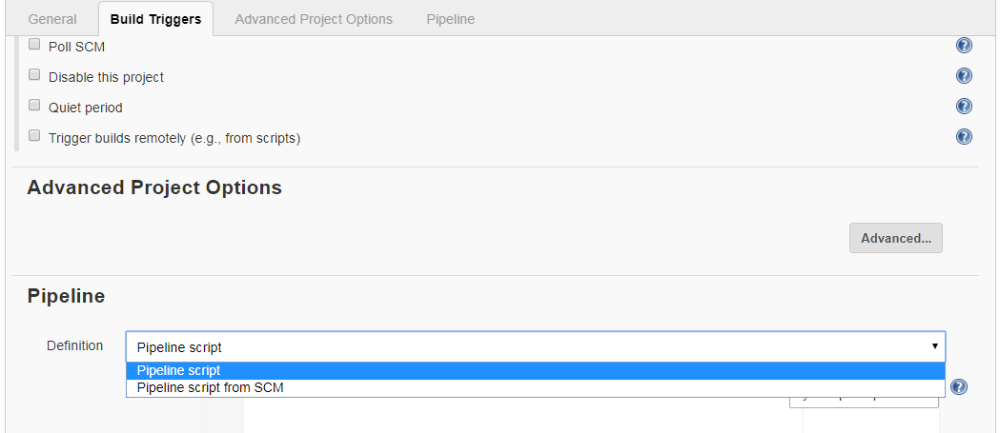 General Build Triggers Advanced Project Options Pipeline
Poll SCM
Disable this project
Quiet period
Trigger builds remotely (e.g., from scripts)
Advanced Project Options
Advanced...
Pipeline
Definition Pipeline script
Pipeline script
Pipeline script from SCM